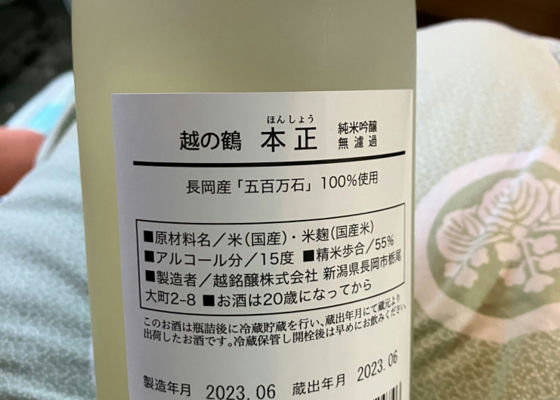 ほんしょう
越の鶴 本正 純米吟醸
無濾過
長岡産「五百万石」100%使用
■原材料名／米(国産)・米麹(国産米)
■アルコール分／15度 ■精米歩合／55%
■製造者／越銘醸株式会社 新潟県長岡市栃尾
大町2-8 ■お酒は20歳になってから
このお酒は瓶詰後に冷蔵貯蔵を行い、蔵出年月にて蔵元より
出荷したお酒です。冷蔵保管し開栓後は早めにお飲みください。
製造年月 2023.06 蔵出年月 2023.06